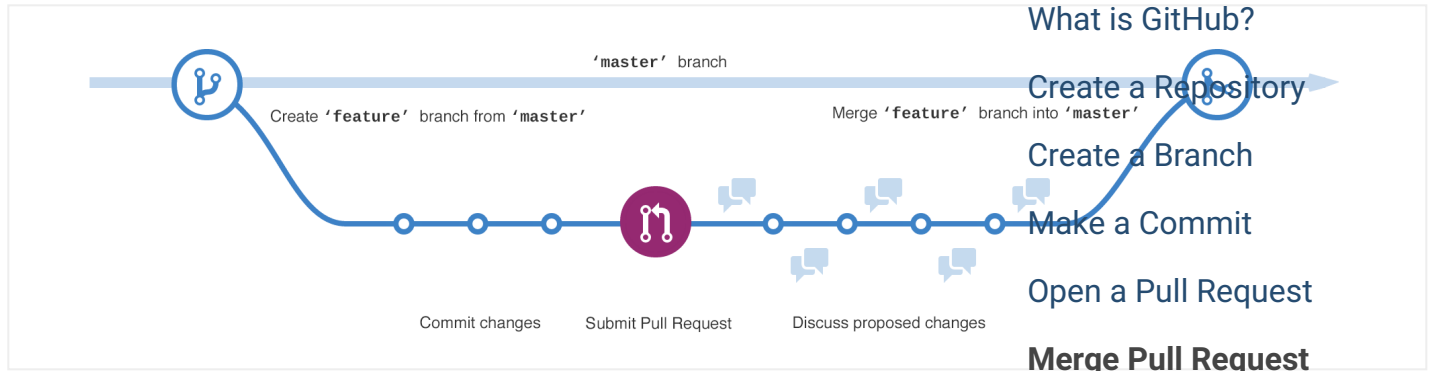 ‘master’ branch
Create ‘feature’ branch from ‘master’
Merge ‘feature’ branch into ‘master’
Commit changes
Submit Pull Request
Discuss proposed changes
What is GitHub?
Create a Repository
Create a Branch
Make a Commit
Open a Pull Request
Merge Pull Request